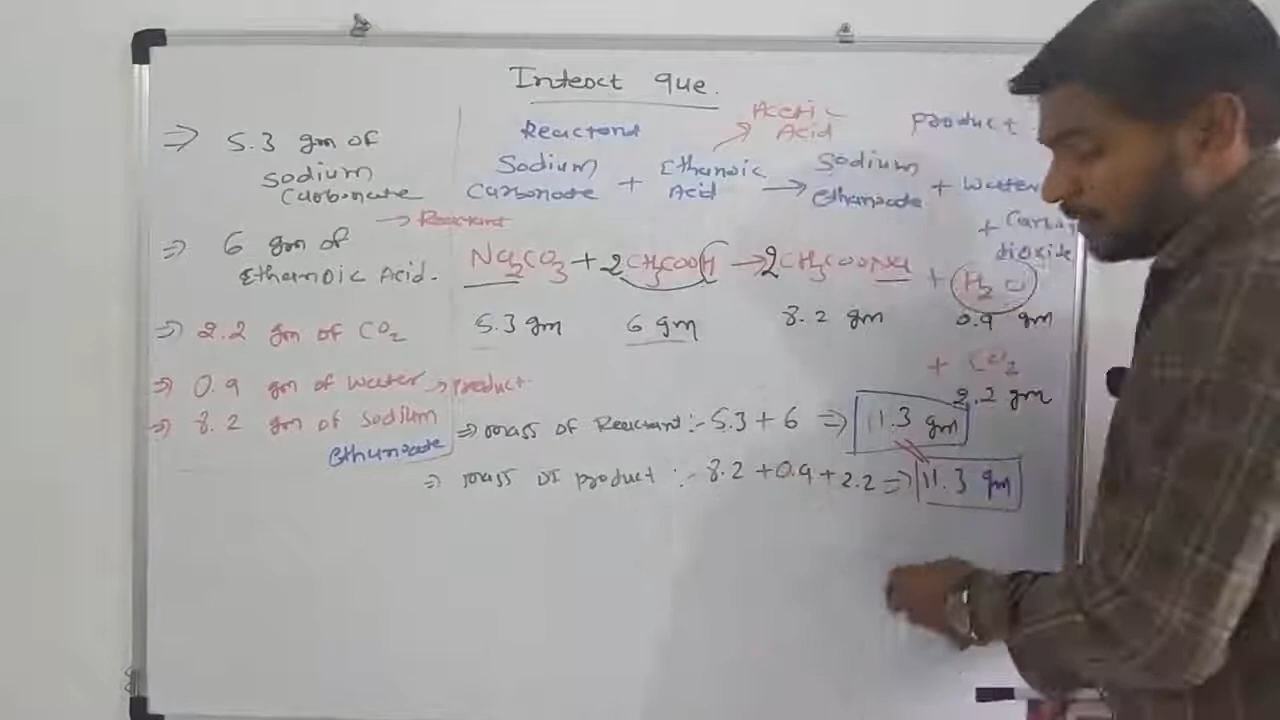 Intext que.
⇒ 5.3 gm of
Sodium
Carbonate
→ Reactant
⇒ 6 gm of
Ethanoic Acid.
⇒ 2.2 gm of CO2
⇒ 0.9 gm of water → product
⇒ 8.2 gm of Sodium
Ethanoate
Reactant
→ Acetic
Acid
Product
Sodium Carbonate + Ethanoic Acid → Sodium Ethanoate + Water
+ Carbon
dioxide
Na2CO3 + 2CH3COOH → 2CH3COONa + H2O
5.3 gm 6 gm 8.2 gm 0.9 gm
+ CO2
2.2 gm
⇒ mass of Reactant :- 5.3 + 6 ⇒ 11.3 gm
⇒ mass of product :- 8.2 + 0.9 + 2.2 ⇒ 11.3 gm